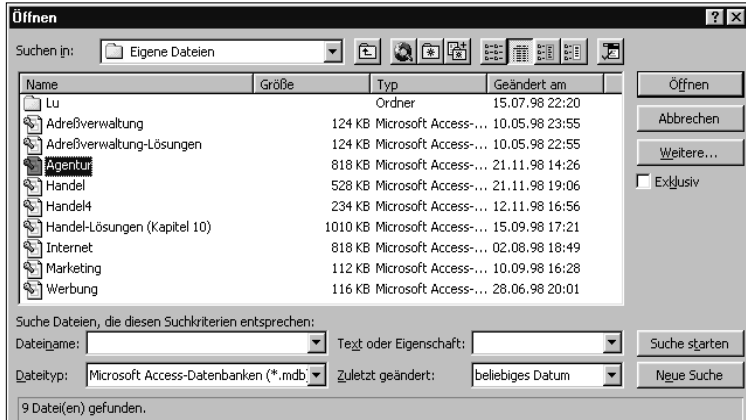 Öffnen
Suchen in: Eigene Dateien
Name Größe Typ Geändert am
Lu Ordner 15.07.98 22:20
Adreßverwaltung 124 KB Microsoft Access-... 10.05.98 23:55
Adreßverwaltung-Lösungen 124 KB Microsoft Access-... 10.05.98 22:55
Agentur 818 KB Microsoft Access-... 21.11.98 14:26
Handel 528 KB Microsoft Access-... 21.11.98 19:06
Handel4 234 KB Microsoft Access-... 12.11.98 16:56
Handel-Lösungen (Kapitel 10) 1010 KB Microsoft Access-... 15.09.98 17:21
Internet 818 KB Microsoft Access-... 02.08.98 18:49
Marketing 112 KB Microsoft Access-... 10.09.98 16:28
Werbung 116 KB Microsoft Access-... 28.06.98 20:01
Öffnen
Abbrechen
Weitere...
Exklusiv
Suche Dateien, die diesen Suchkriterien entsprechen:
Dateiname: Text oder Eigenschaft: Suche starten
Dateityp: Microsoft Access-Datenbanken (*.mdb) Zuletzt geändert: beliebiges Datum Neue Suche
9 Datei(en) gefunden.